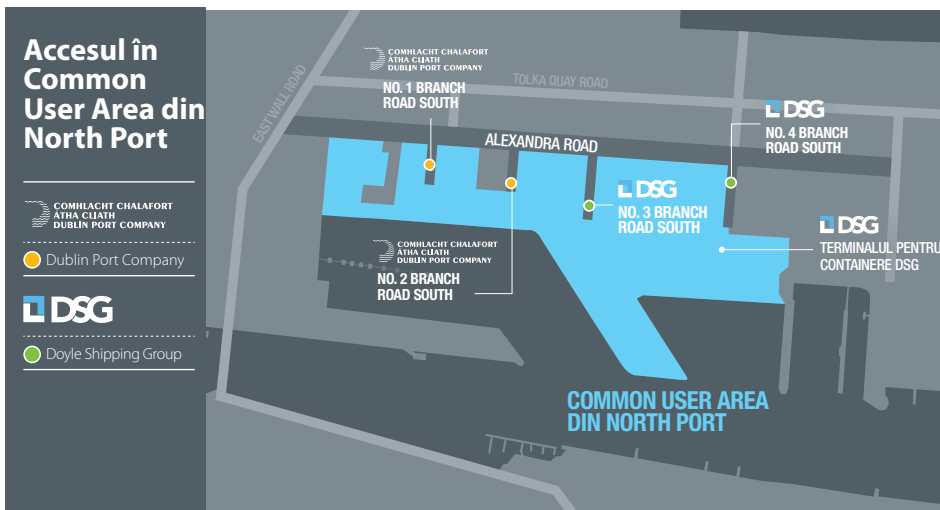 Accesul în
Common
User Area din
North Port
COMHLACHT CHALAFORT
ÁTHA CLIATH
DUBLIN PORT COMPANY
Dublin Port Company
DSG
Doyle Shipping Group
COMHLACHT CHALAFORT
ÁTHA CLIATH
DUBLIN PORT COMPANY
NO. 1 BRANCH
ROAD SOUTH
EAST WALL ROAD
TOLKA QUAY ROAD
ALEXANDRA ROAD
DSG
NO. 4 BRANCH
ROAD SOUTH
DSG
NO. 3 BRANCH
ROAD SOUTH
DSG
TERMINALUL PENTRU
CONTAINERE DSG
COMHLACHT CHALAFORT
ÁTHA CLIATH
DUBLIN PORT COMPANY
NO. 2 BRANCH
ROAD SOUTH
COMMON USER AREA
DIN NORTH PORT